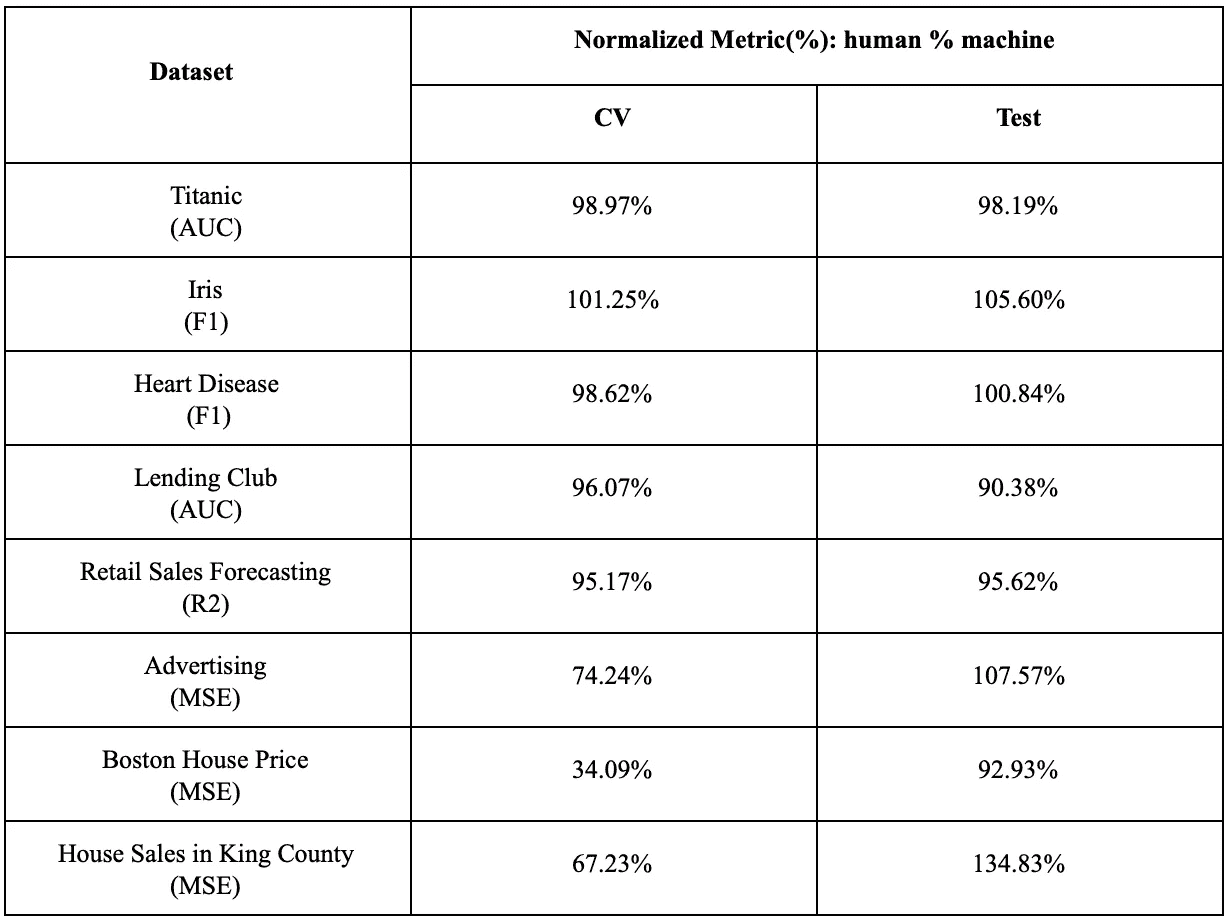 Dataset
Normalized Metric(%): human % machine
CV
Test
Titanic
(AUC)
98.97%
98.19%
Iris
(F1)
101.25%
105.60%
Heart Disease
(F1)
98.62%
100.84%
Lending Club
(AUC)
96.07%
90.38%
Retail Sales Forecasting
(R2)
95.17%
95.62%
Advertising
(MSE)
74.24%
107.57%
Boston House Price
(MSE)
34.09%
92.93%
House Sales in King County
(MSE)
67.23%
134.83%